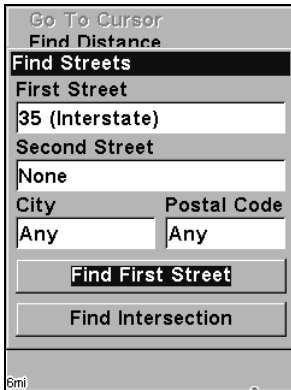 Go To Cursor
Find Distance
Find Streets
First Street
35 (Interstate)
Second Street
None
City Postal Code
Any Any
Find First Street
Find Intersection
6mi